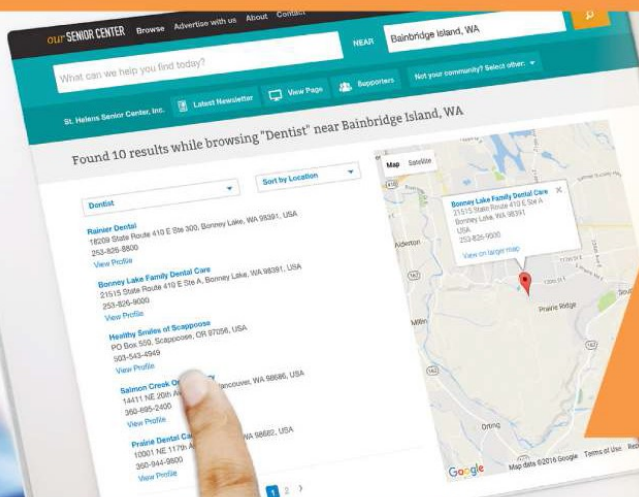 our SENIOR CENTER Browse Advertise with us About Contact
What can we help you find today?
NEAR
Bainbridge Island, WA
St. Helens Senior Center, Inc. Latest Newsletter View Page Supporters Not your community? Select other:
Found 10 results while browsing "Dentist" near Bainbridge Island, WA
Dentist
Sort by Location
Rainier Dental
18209 State Route 410 E Ste 300, Bonney Lake, WA 98391, USA
253-826-8800
View Profile
Bonney Lake Family Dental Care
21515 State Route 410 E Ste A, Bonney Lake, WA 98391, USA
253-826-9000
View Profile
Healthy Smiles of Scappoose
PO Box 550, Scappoose, OR 97056, USA
503-543-4949
View Profile
Salmon Creek
14411 NE 20th Vancouver, WA 98686, USA
360-695-2400
View Profile
Prairie Dental
10001 NE 117th WA 98662, USA
360-944-9600
View Profile
1 2 >
Map Satellite
Bonney Lake Family Dental Care
21515 State Route 410 E Ste A
Bonney Lake, WA 98391
USA
253-826-9000
View on larger map
410
Alderton
162
Prairie Ridge
162
162
Orting
Google Map data ©2016 Google Terms of Use